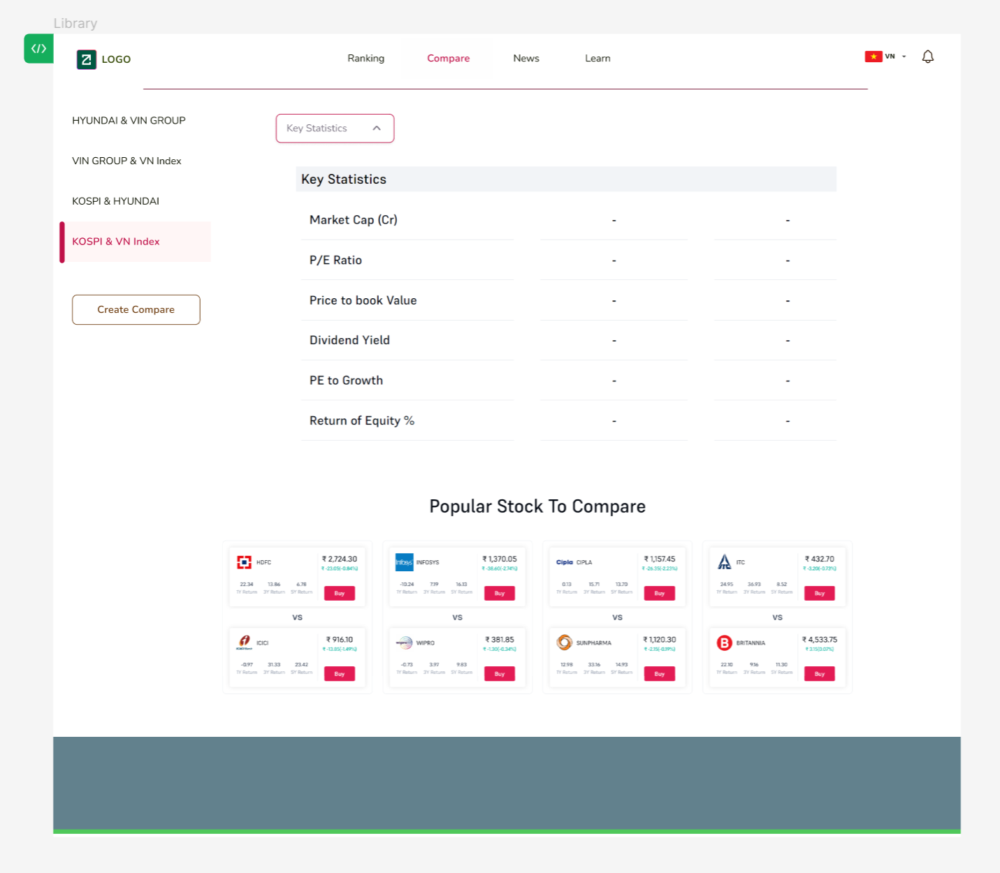 Library
LOGO
Ranking
Compare
News
Learn
VN
HYUNDAI & VIN GROUP
VIN GROUP & VN Index
KOSPI & HYUNDAI
KOSPI & VN Index
Create Compare
Key Statistics
Key Statistics
Market Cap (Cr) - -
P/E Ratio - -
Price to book Value - -
Dividend Yield - -
PE to Growth - -
Return of Equity % - -
Popular Stock To Compare
HDFC
₹ 2,724.30
₹ -23.05(-0.84%)
22.34 13.86 6.78
1Y Return 3Y Return 5Y Return
Buy
VS
ICICI
₹ 916.10
₹ -13.85(-1.49%)
-0.97 31.33 23.42
1Y Return 3Y Return 5Y Return
Buy
Infosys
INFOSYS
₹ 1,370.05
₹ -38.60(-2.74%)
-10.24 7.19 16.13
1Y Return 3Y Return 5Y Return
Buy
VS
wipro
WIPRO
₹ 381.85
₹ -1.30(-0.34%)
-0.73 3.97 9.83
1Y Return 3Y Return 5Y Return
Buy
Cipla
CIPLA
₹ 1,157.45
₹ -26.35(-2.23%)
0.13 15.71 13.70
1Y Return 3Y Return 5Y Return
Buy
VS
SUNPHARMA
₹ 1,120.30
₹ -2.15(-0.19%)
12.98 33.16 14.93
1Y Return 3Y Return 5Y Return
Buy
ITC
ITC
₹ 432.70
₹ -3.20(-0.73%)
24.95 36.93 8.52
1Y Return 3Y Return 5Y Return
Buy
VS
BRITANNIA
₹ 4,533.75
₹ 3.15(0.07%)
22.10 9.16 11.30
1Y Return 3Y Return 5Y Return
Buy